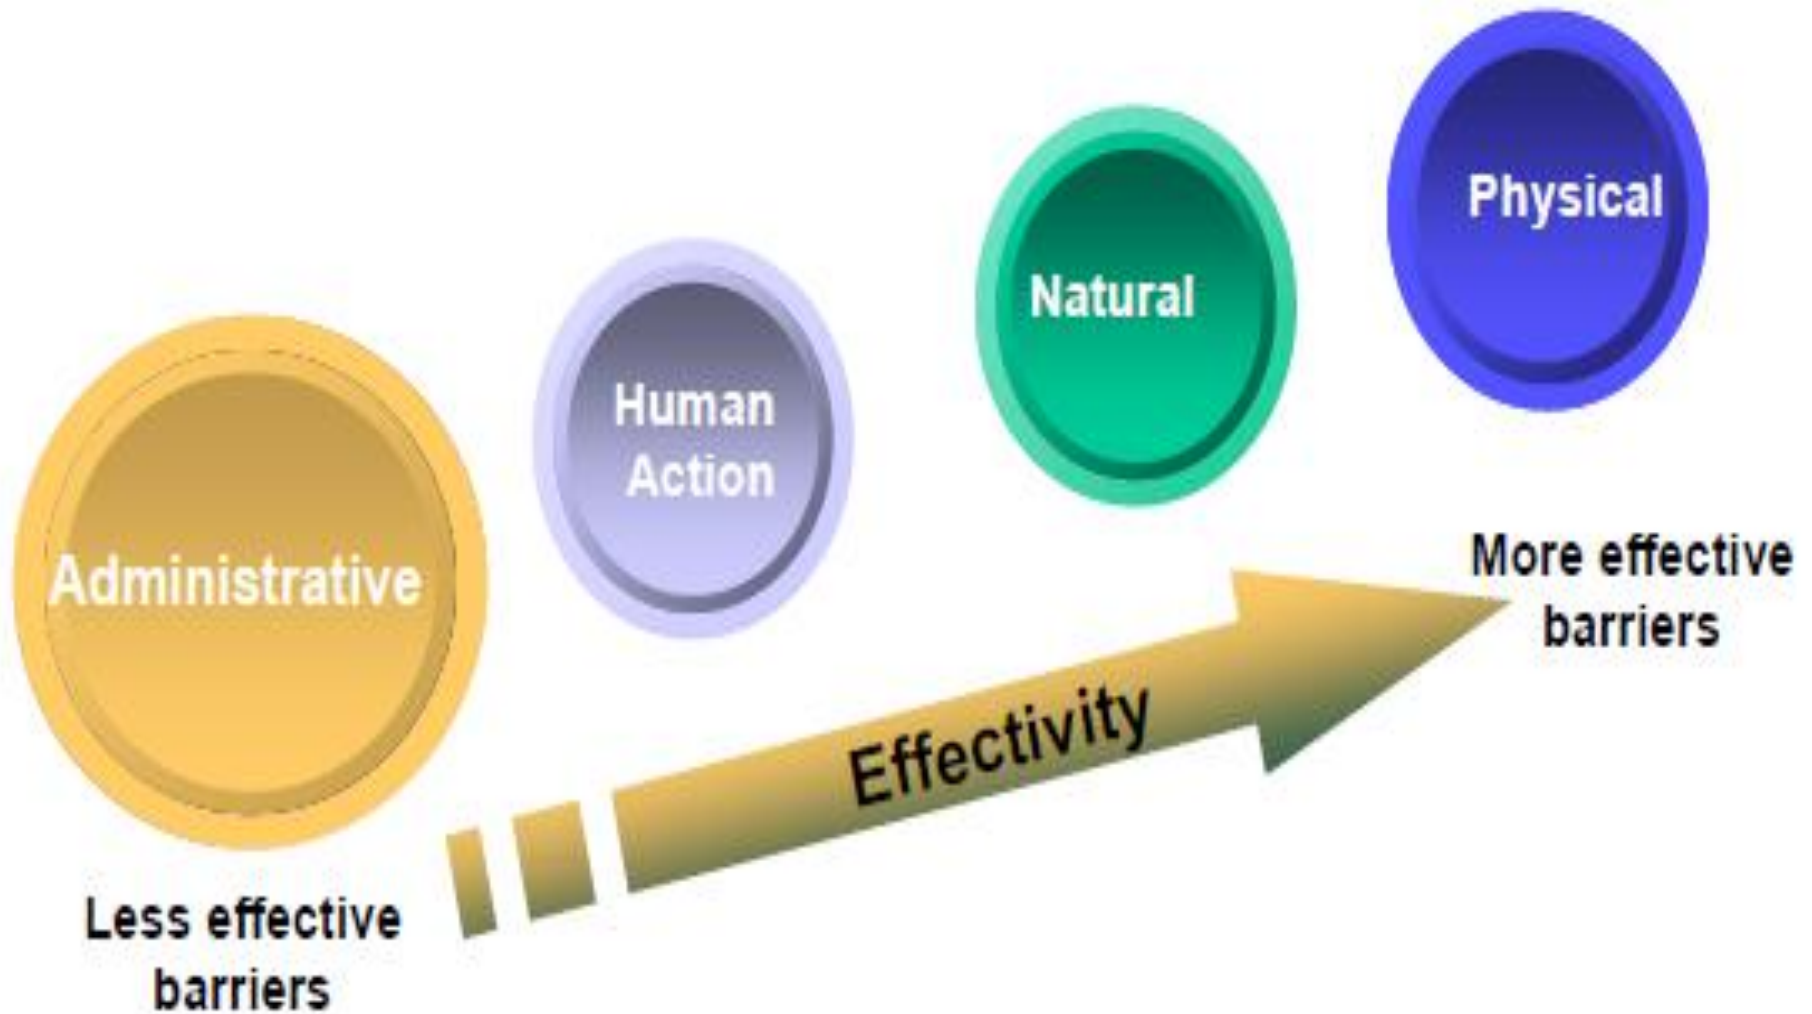 Physical
Natural
Human
Action
Administrative
More effective
barriers
Effectivity
Less effective
barriers